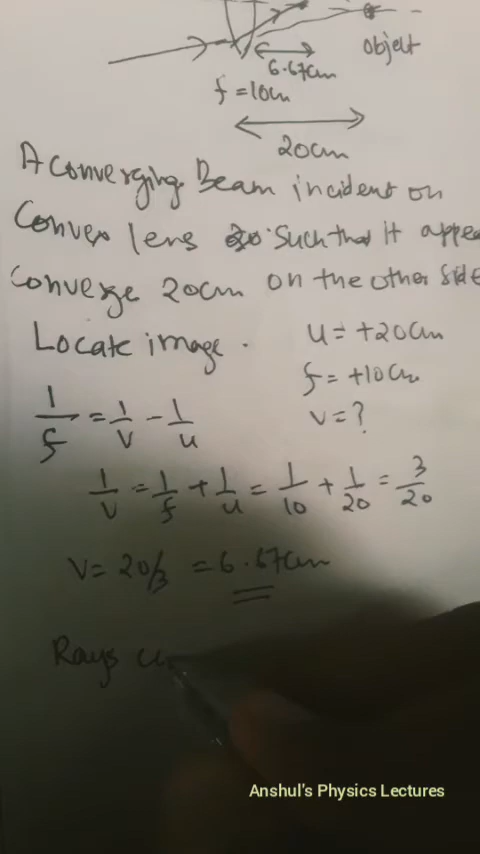 object
6.67cm
f = 10cm
20cm
A converging Beam incident on
Convex lens such that it appe
Converge 20cm on the other side
Locate image.
u = +20cm
f = +10cm
v = ?
1/f = 1/v - 1/u
1/v = 1/f + 1/u = 1/10 + 1/20 = 3/20
v = 20/3 = 6.67cm
Rays
Anshul's Physics Lectures